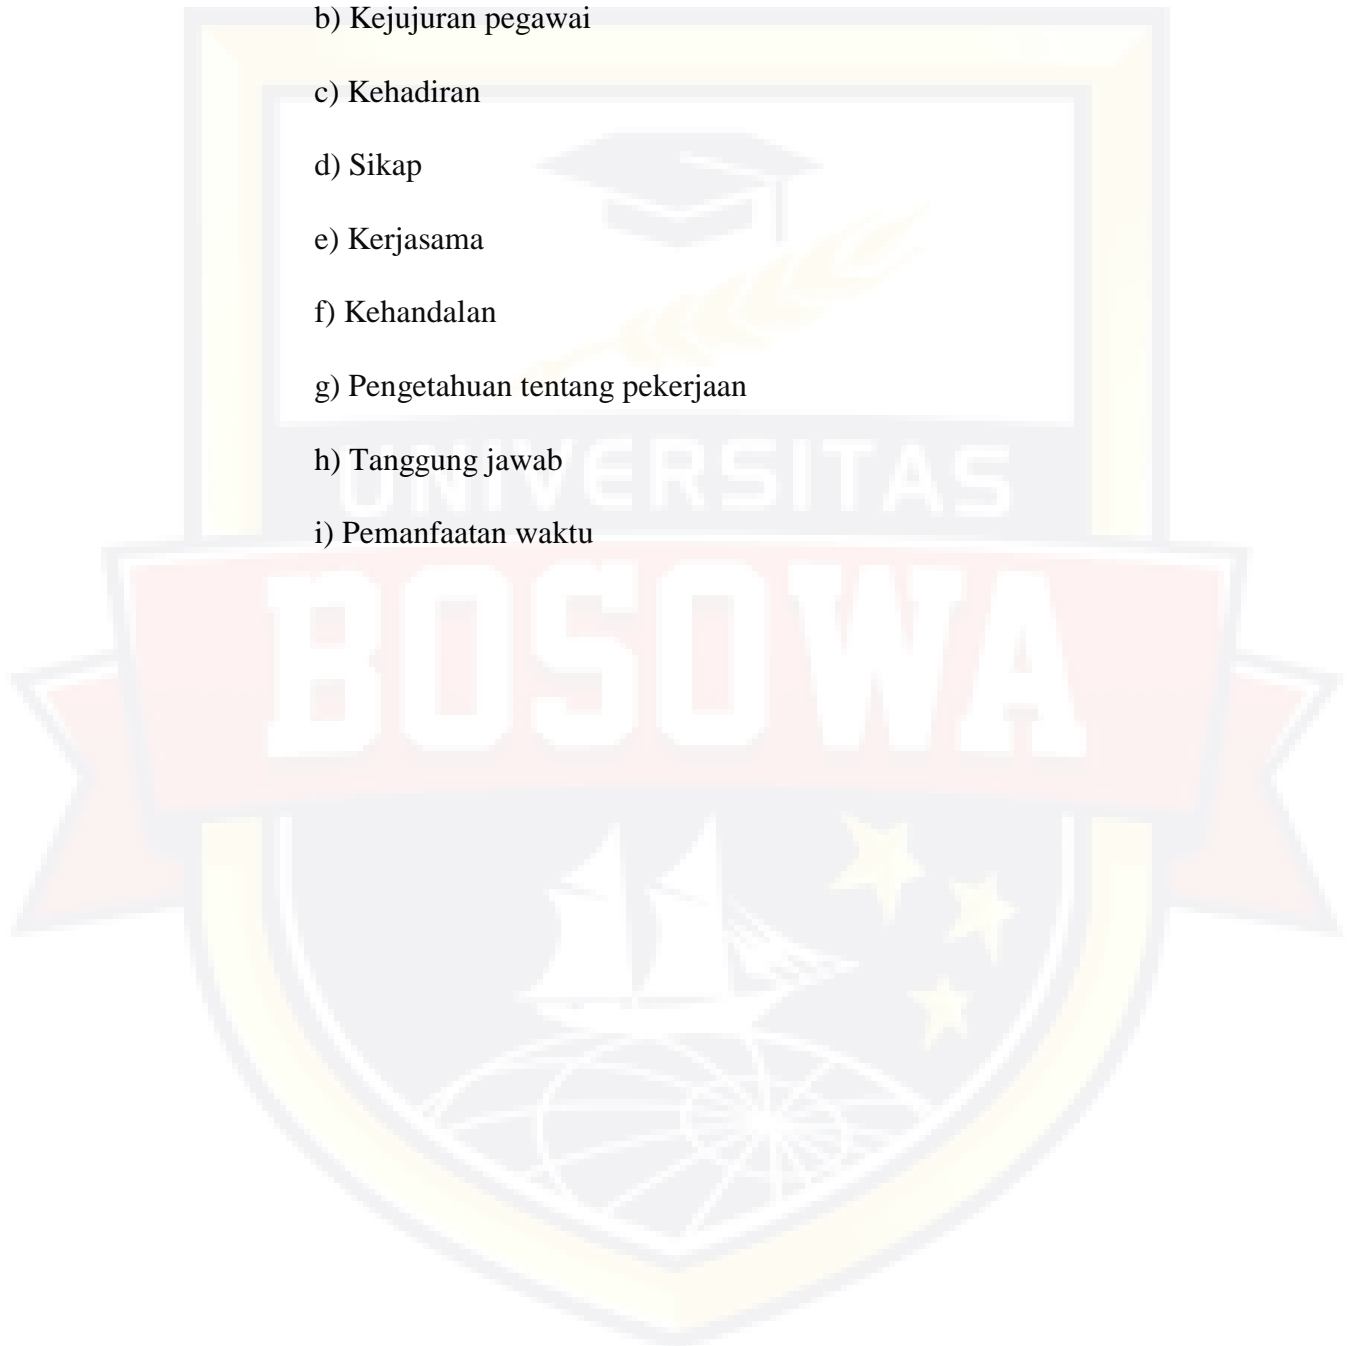 b) Kejujuran pegawai
c) Kehadiran
d) Sikap
e) Kerjasama
f) Kehandalan
g) Pengetahuan tentang pekerjaan
h) Tanggung jawab
UNIVERSITAS
i) Pemanfaatan waktu
BOSOWA